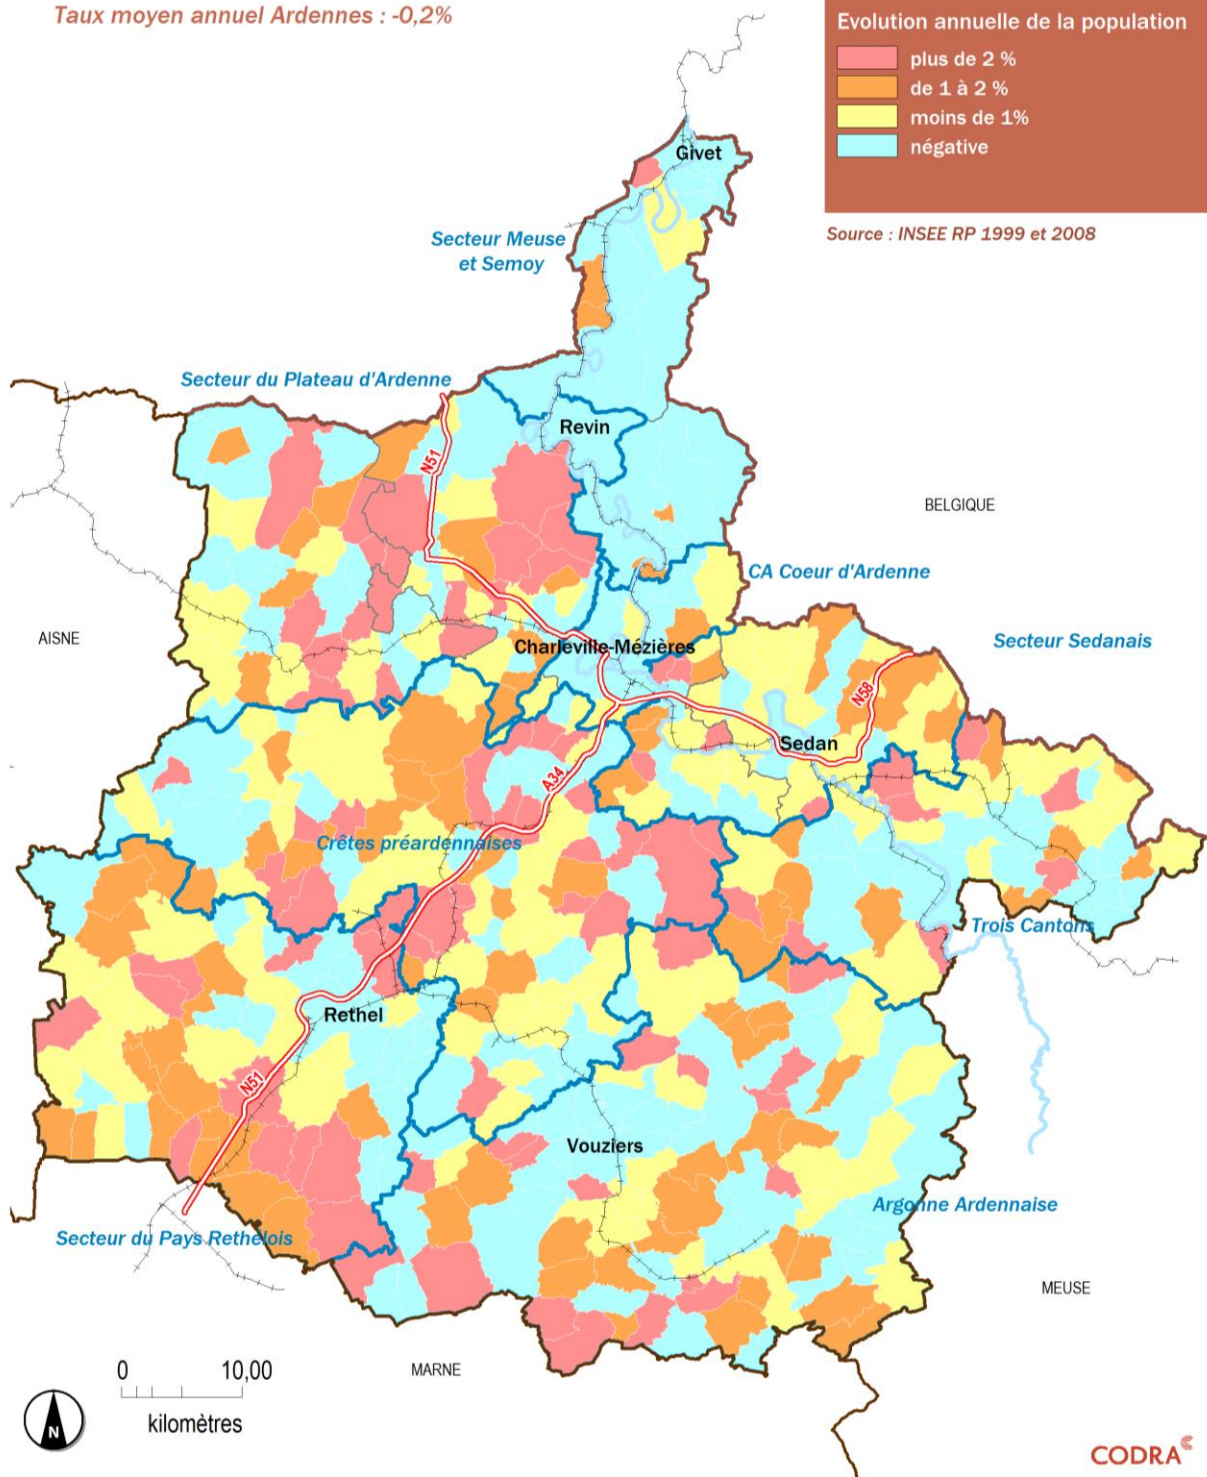 Taux moyen annuel Ardennes : -0,2%
Evolution annuelle de la population
plus de 2 %
de 1 à 2 %
moins de 1%
négative
Source : INSEE RP 1999 et 2008
Givet
Secteur Meuse
et Semoy
Secteur du Plateau d'Ardenne
Revin
N51
BELGIQUE
CA Coeur d'Ardenne
AISNE
Charleville-Mézières
Secteur Sedanais
N58
Sedan
A34
Crêtes préardennaises
Trois Cantons
Rethel
N51
Vouziers
Argonne Ardennaise
Secteur du Pays Rethélois
MEUSE
MARNE
0 10,00
kilomètres
N
CODRA